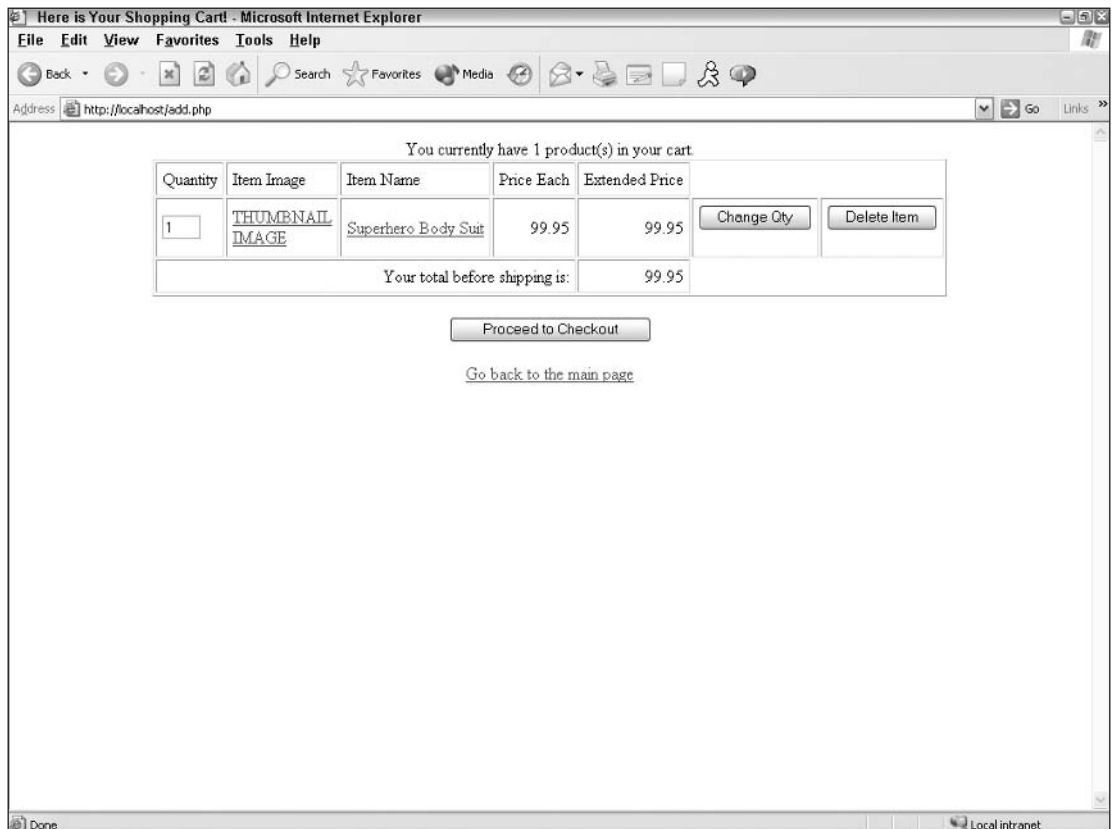 Here is Your Shopping Cart! - Microsoft Internet Explorer
File Edit View Favorites Tools Help
Back Search Favorites Media
Address http://localhost/add.php Go Links »
You currently have 1 product(s) in your cart.
Quantity Item Image Item Name Price Each Extended Price
1 THUMBNAIL IMAGE Superhero Body Suit 99.95 99.95 Change Qty Delete Item
Your total before shipping is: 99.95
Proceed to Checkout
Go back to the main page
Done Local intranet